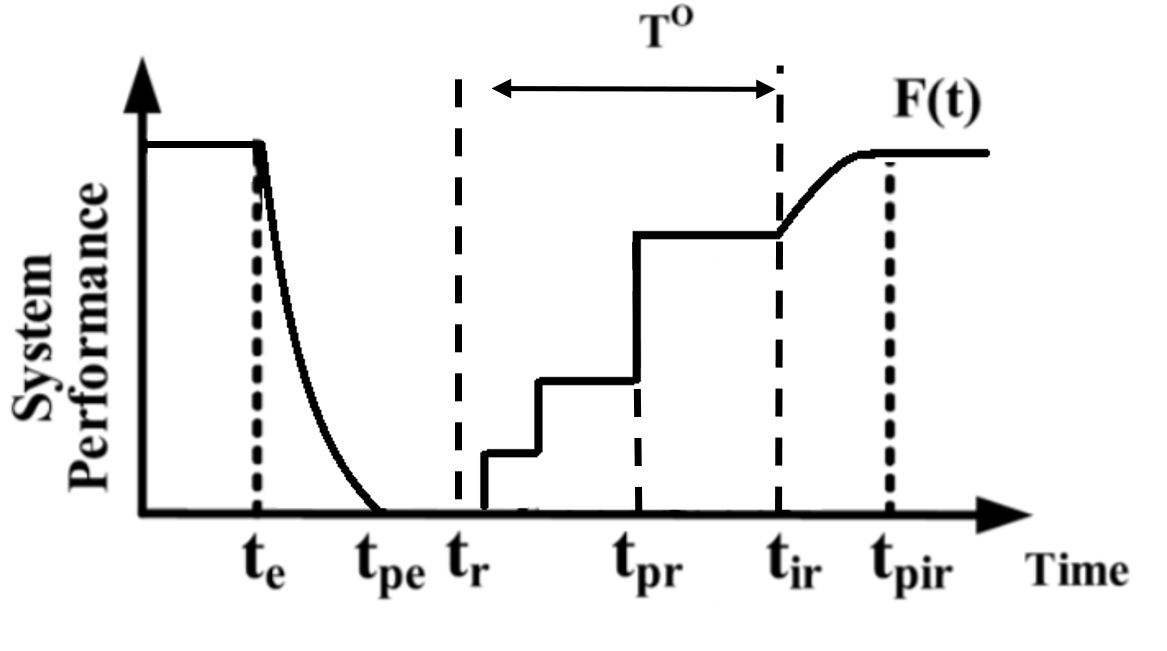 T^O
F(t)
System
Performance
t_e
t_pe
t_r
t_pr
t_ir
t_pir
Time